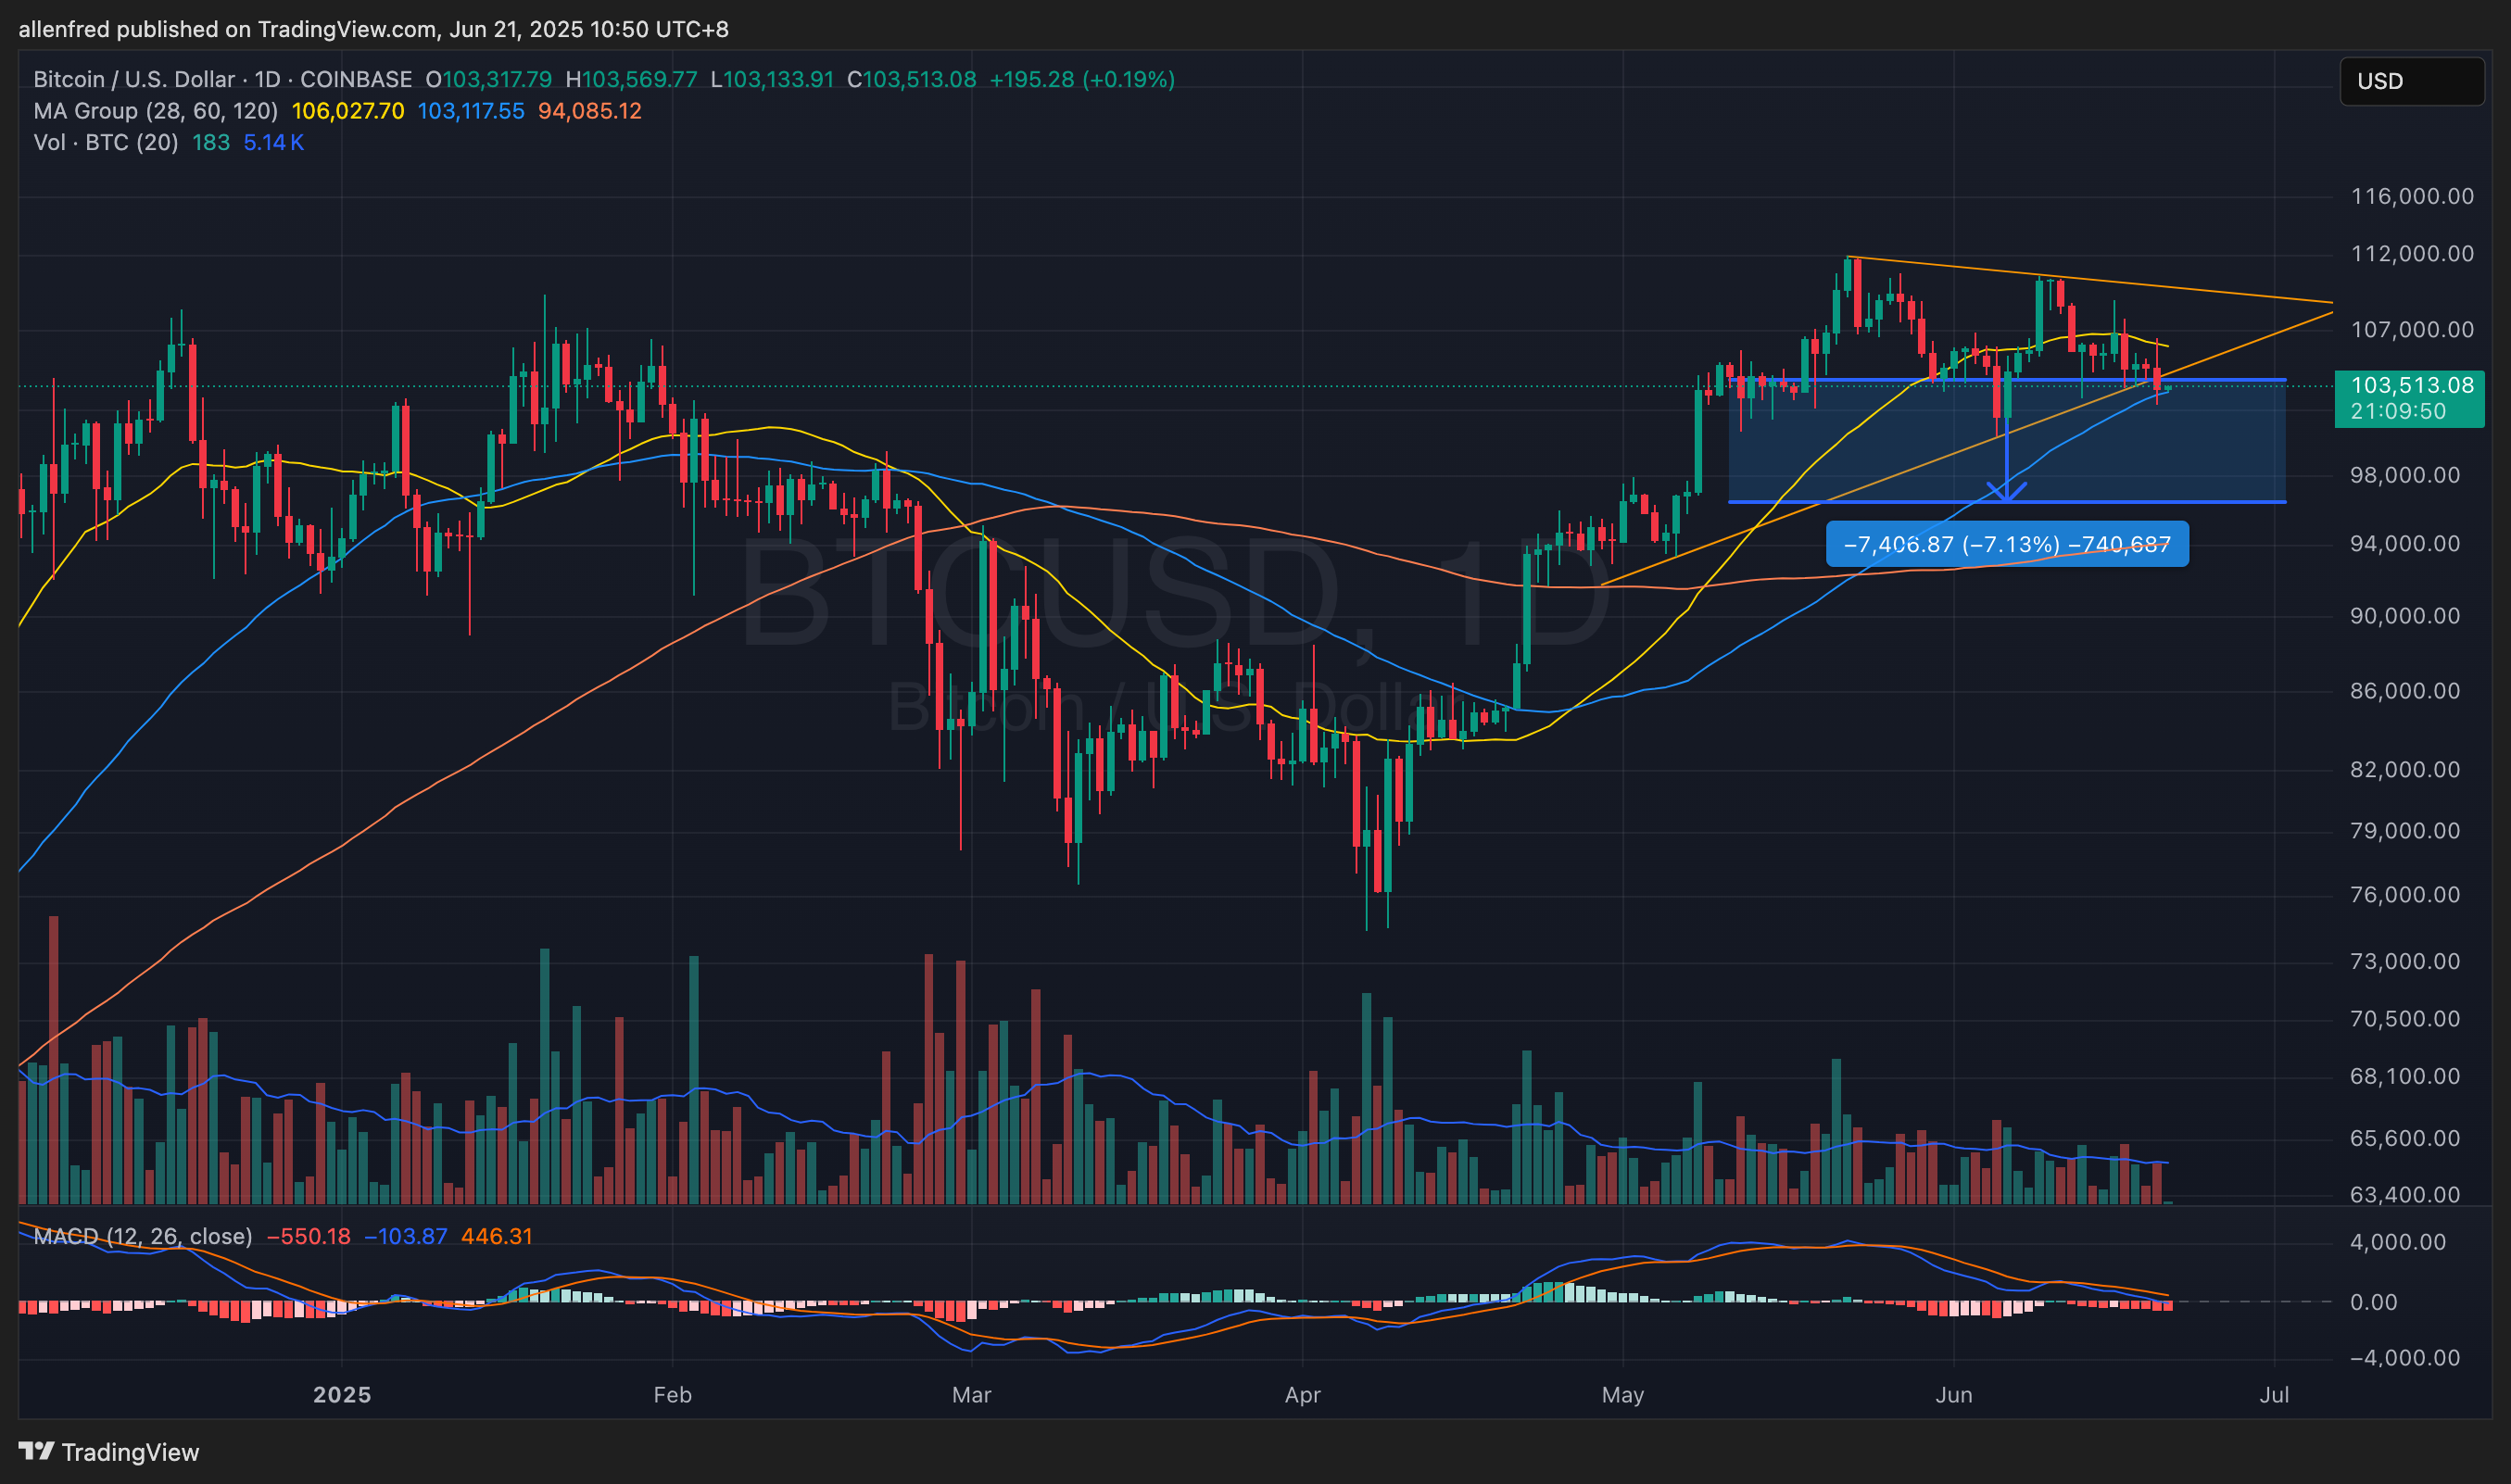 allenfred published on TradingView.com, Jun 21, 2025 10:50 UTC+8
Bitcoin / U.S. Dollar · 1D · COINBASE O103,317.79 H103,569.77 L103,133.91 C103,513.08 +195.28 (+0.19%)
USD
MA Group (28, 60, 120) 106,027.70 103,117.55 94,085.12
Vol · BTC (20) 183 5.14 K
116,000.00
112,000.00
107,000.00
103,513.08
21:09:50
98,000.00
−7,406.87 (−7.13%) −740,687
94,000.00
BTCUSD, 1D
90,000.00
86,000.00
Bitcoin / U.S. Dollar
82,000.00
79,000.00
76,000.00
73,000.00
70,500.00
68,100.00
65,600.00
63,400.00
MACD (12, 26, close) −550.18 −103.87 446.31
4,000.00
0.00
−4,000.00
2025 Feb Mar Apr May Jun Jul
TradingView